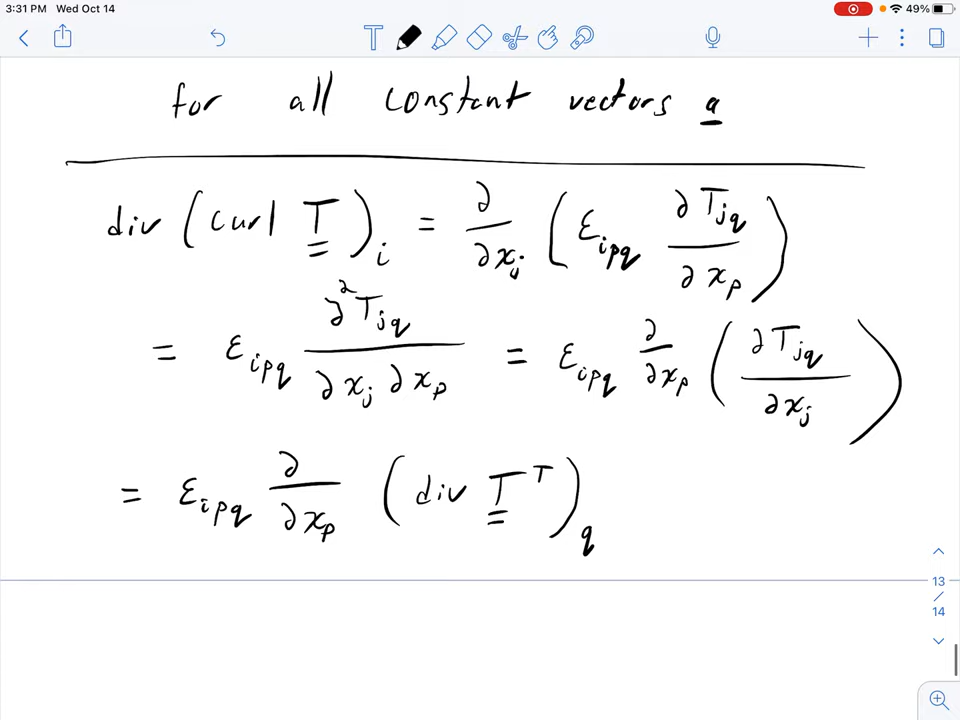 3:31 PM Wed Oct 14 49%
T
for all constant vectors a
div (curl T)_i = ∂/∂x_j (ε_ipq ∂T_jq/∂x_p)
= ε_ipq ∂²T_jq/∂x_j ∂x_p = ε_ipq ∂/∂x_p (∂T_jq/∂x_j)
= ε_ipq ∂/∂x_p (div T^T)_q
13
/
14